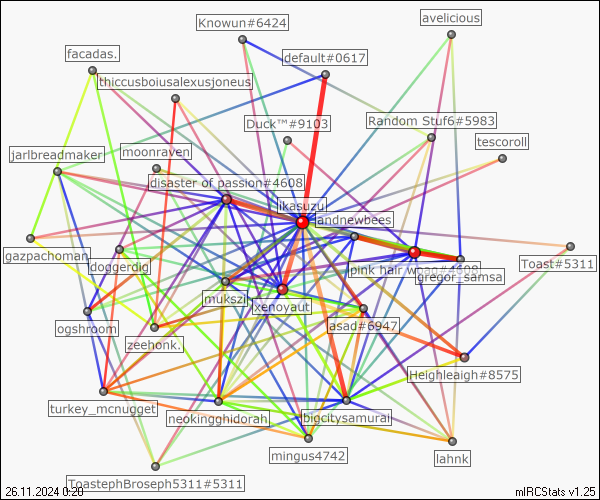 Knowun#6424
avelicious
facadas.
default#0617
thiccusboiusalexusjoneus
Duck™#9103
Random Stuf6#5983
tescoroll
jarlbreadmaker
moonraven
disaster of passion#4608
ikasuzu
andnewbees
gazpachoman
doggerdig
pink hair woao#4608
Toast#5311
gregor_samsa
mukszi
xenoyaut
ogshroom
zeehonk.
asad#6947
Heighleaigh#8575
turkey_mcnugget
neokingghidorah
bigcitysamurai
mingus4742
lahnk
ToastephBroseph5311#5311
26.11.2024 0:20
mIRCStats v1.25